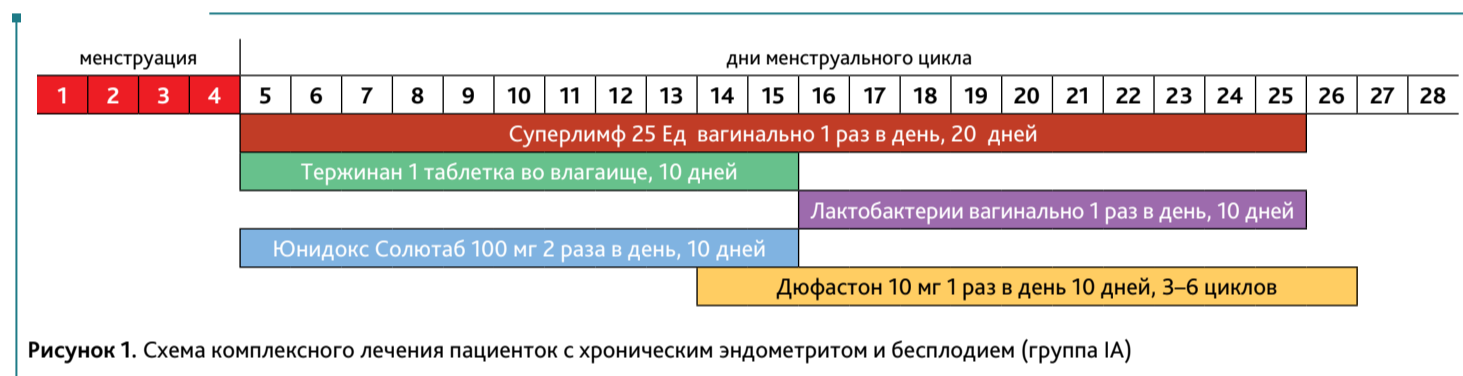 менструация дни менструального цикла
1 2 3 4 5 6 7 8 9 10 11 12 13 14 15 16 17 18 19 20 21 22 23 24 25 26 27 28
Суперлимф 25 Ед вагинально 1 раз в день, 20 дней
Тержинан 1 таблетка во влагаище, 10 дней
Лактобактерии вагинально 1 раз в день, 10 дней
Юнидокс Солютаб 100 мг 2 раза в день, 10 дней
Дюфастон 10 мг 1 раз в день 10 дней, 3–6 циклов
Рисунок 1. Схема комплексного лечения пациенток с хроническим эндометритом и бесплодием (группа IA)